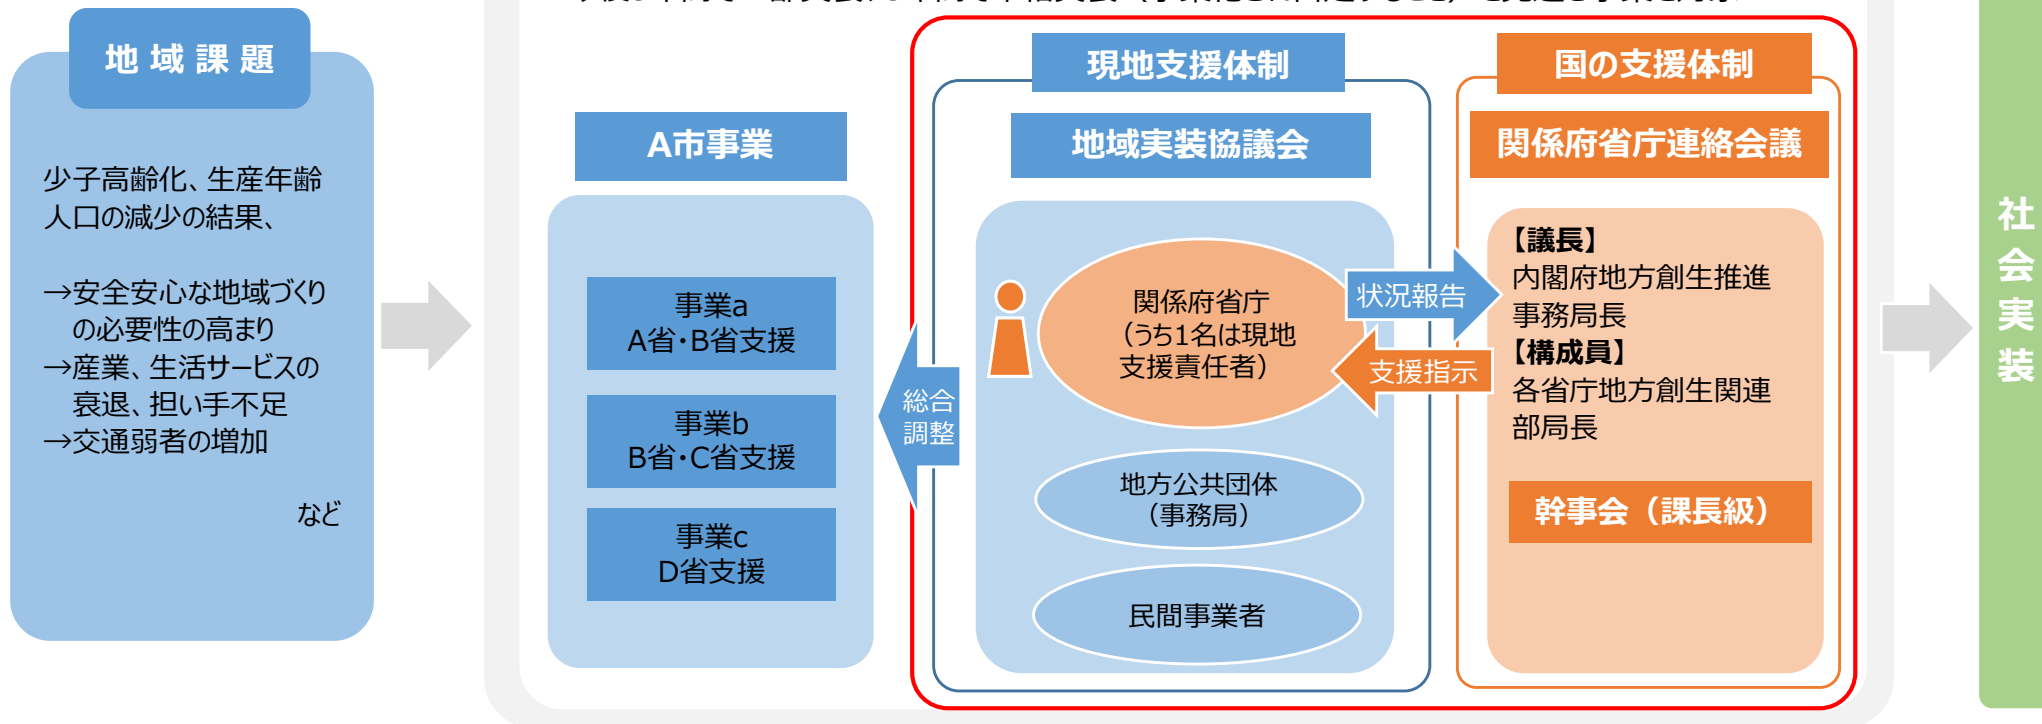 地域課題
少子高齢化、生産年齢
人口の減少の結果、
→安全安心な地域づくり
の必要性の高まり
→産業、生活サービスの
衰退、担い手不足
→交通弱者の増加
など
A市事業
事業a
A省・B省支援
事業b
B省・C省支援
事業c
D省支援
総合
調整
現地支援体制
地域実装協議会
関係府省庁
（うち1名は現地
支援責任者）
地方公共団体
（事務局）
民間事業者
状況報告
支援指示
国の支援体制
関係府省庁連絡会議
【議長】
内閣府地方創生推進
事務局長
【構成員】
各省庁地方創生関連
部局長
幹事会（課長級）
社会実装